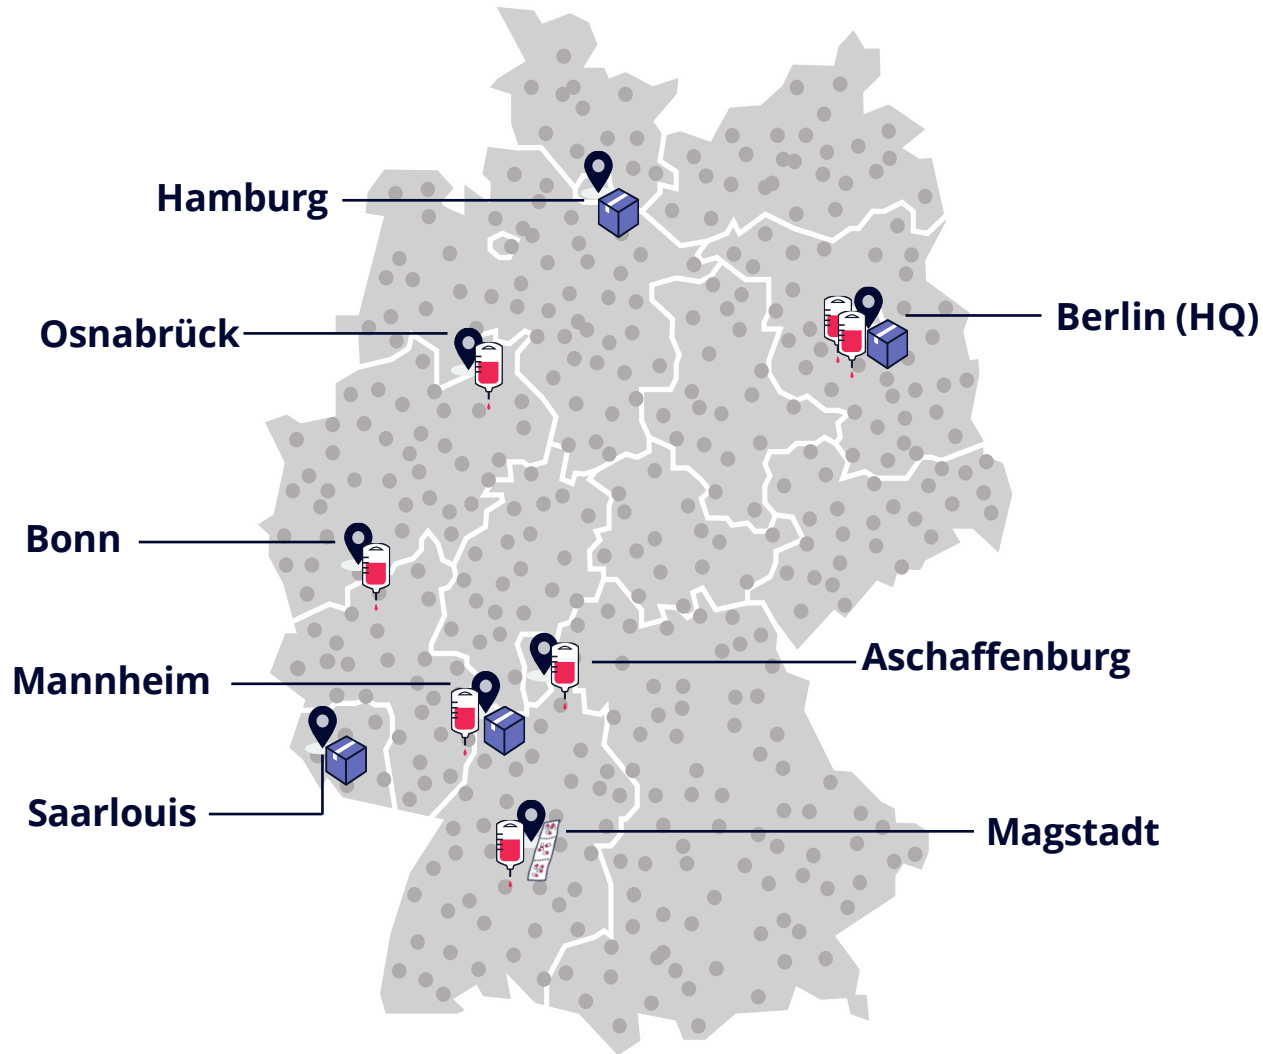 Hamburg
Osnabrück
Berlin (HQ)
Bonn
Aschaffenburg
Mannheim
Saarlouis
Magstadt